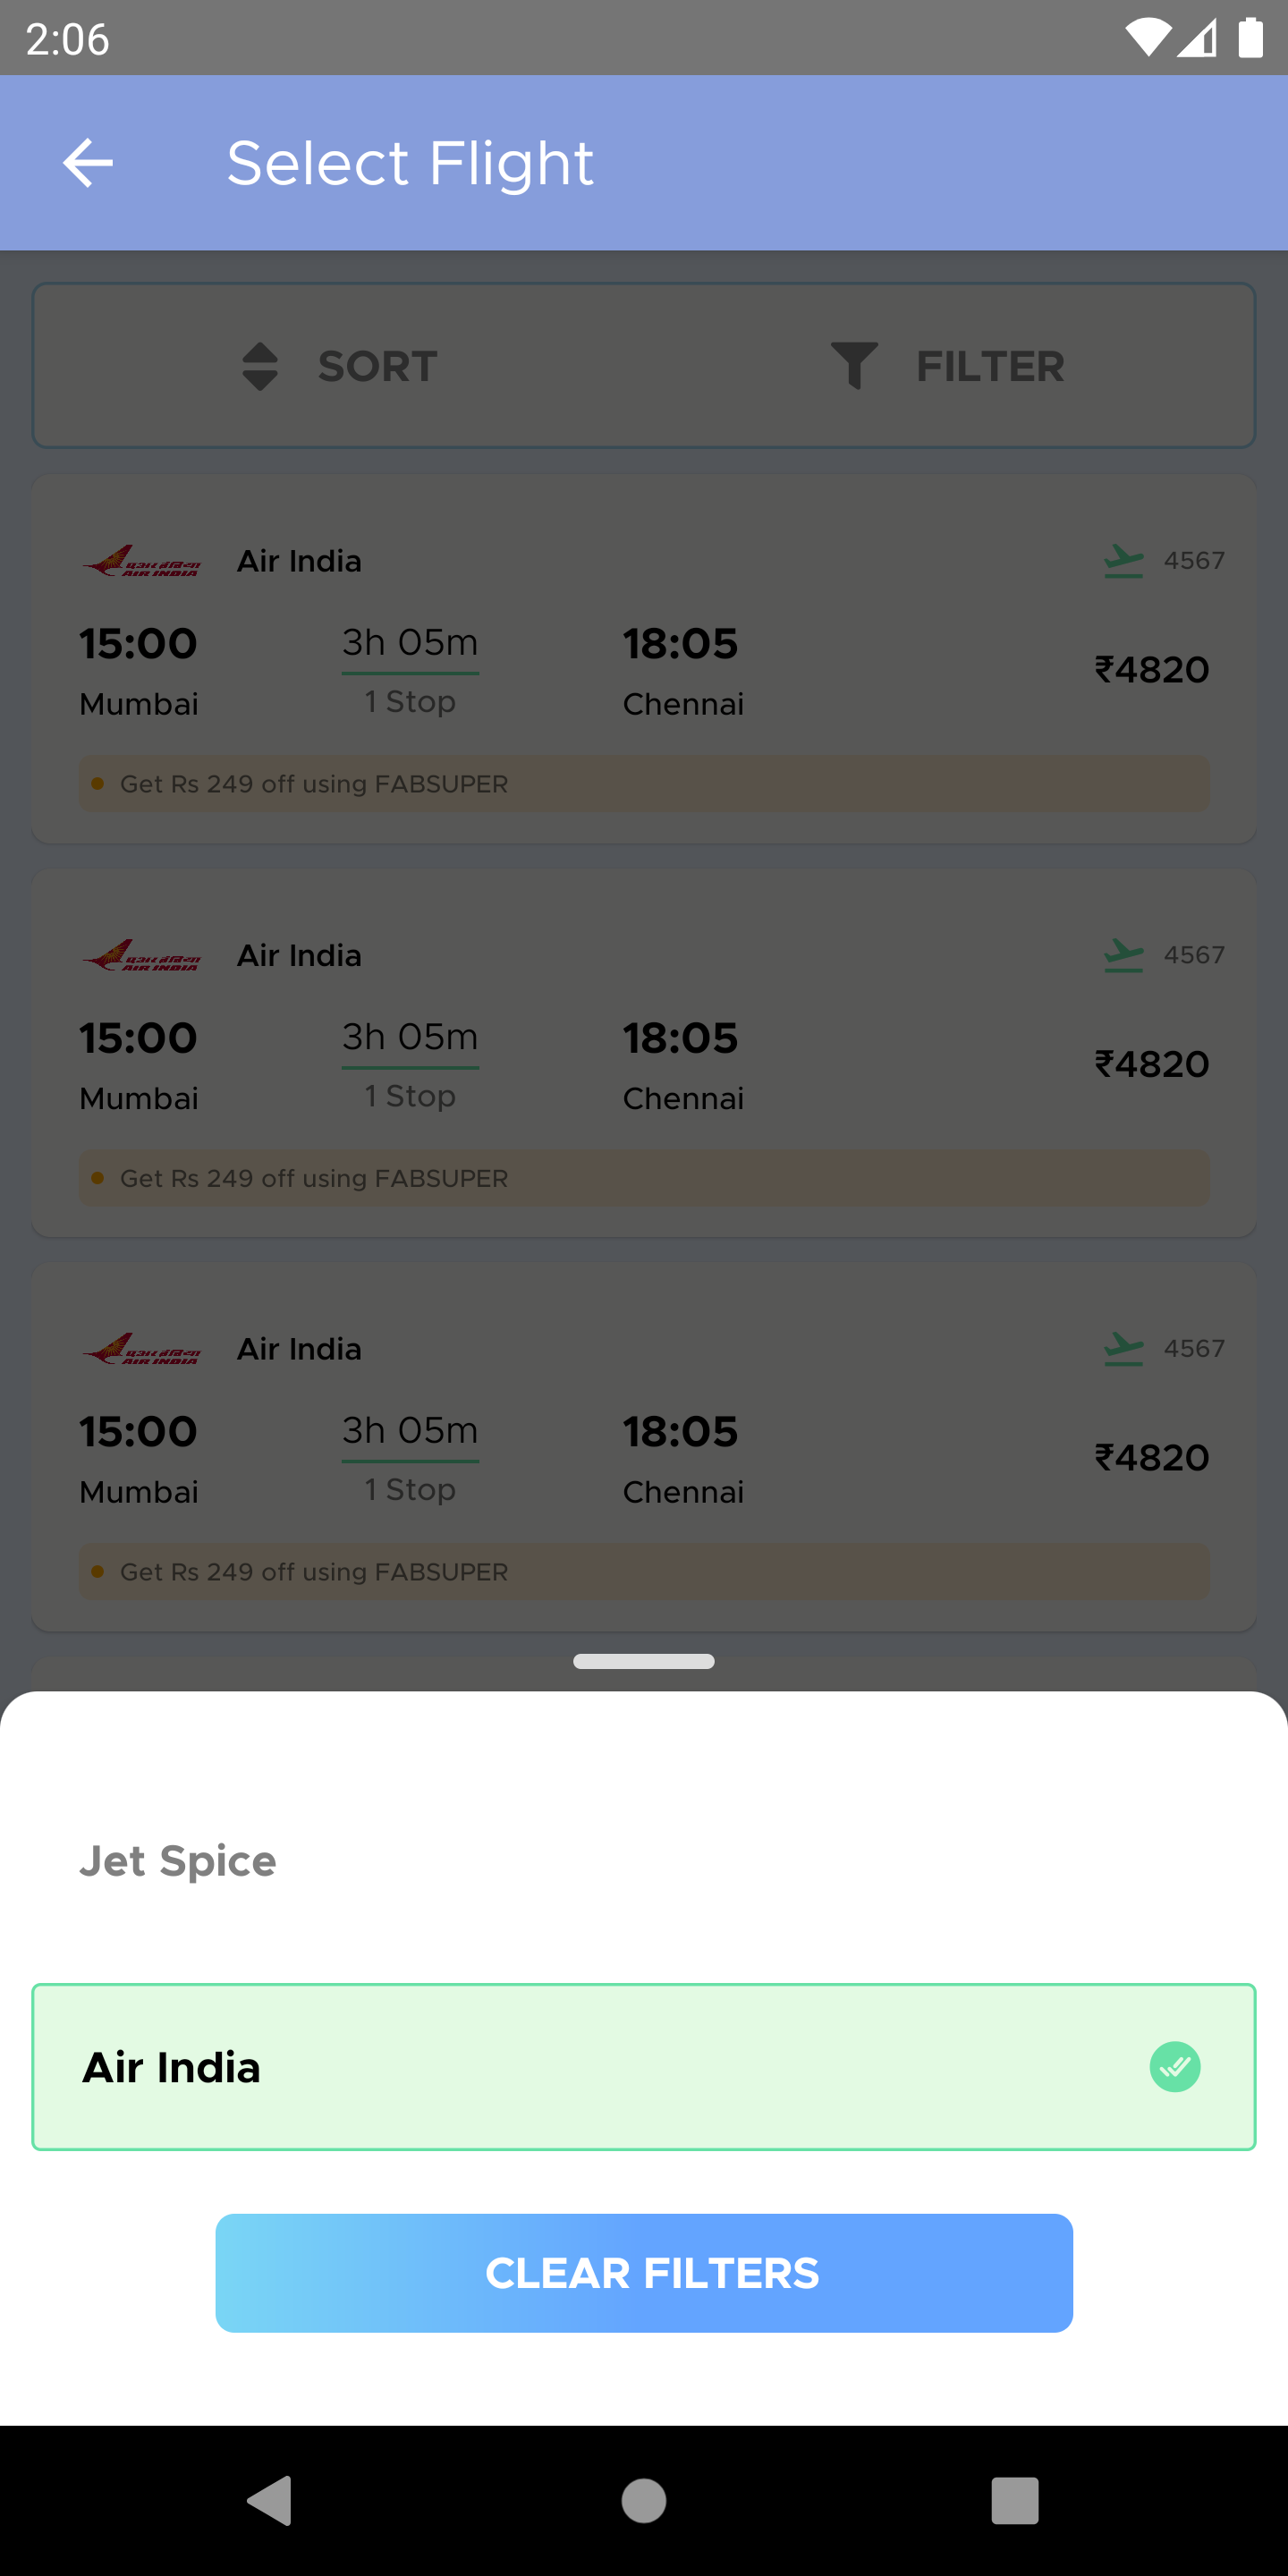 2:06
Select Flight
SORT
FILTER
Air India
4567
15:00
3h 05m
18:05
₹4820
Mumbai
1 Stop
Chennai
Get Rs 249 off using FABSUPER
Air India
4567
15:00
3h 05m
18:05
₹4820
Mumbai
1 Stop
Chennai
Get Rs 249 off using FABSUPER
Air India
4567
15:00
3h 05m
18:05
₹4820
Mumbai
1 Stop
Chennai
Get Rs 249 off using FABSUPER
Jet Spice
Air India
CLEAR FILTERS